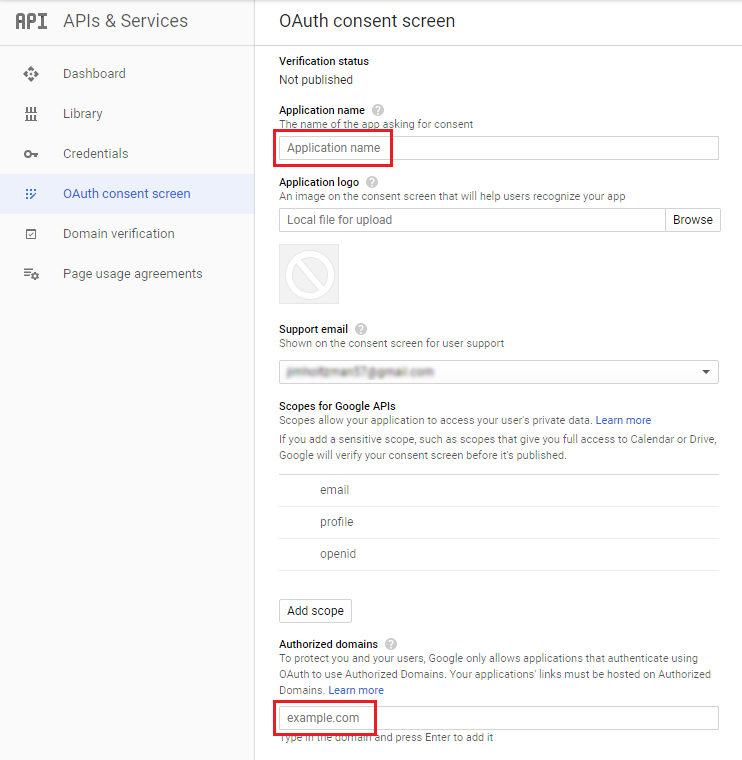 API APIs & Services
OAuth consent screen
Dashboard
Library
Credentials
OAuth consent screen
Domain verification
Page usage agreements
Verification status
Not published
Application name ?
The name of the app asking for consent
Application name
Application logo ?
An image on the consent screen that will help users recognize your app
Local file for upload Browse
Support email ?
Shown on the consent screen for user support
Scopes for Google APIs
Scopes allow your application to access your user's private data. Learn more
If you add a sensitive scope, such as scopes that give you full access to Calendar or Drive,
Google will verify your consent screen before it's published.
email
profile
openid
Add scope
Authorized domains ?
To protect you and your users, Google only allows applications that authenticate using
OAuth to use Authorized Domains. Your applications' links must be hosted on Authorized
Domains. Learn more
example.com
Type in the domain and press Enter to add it